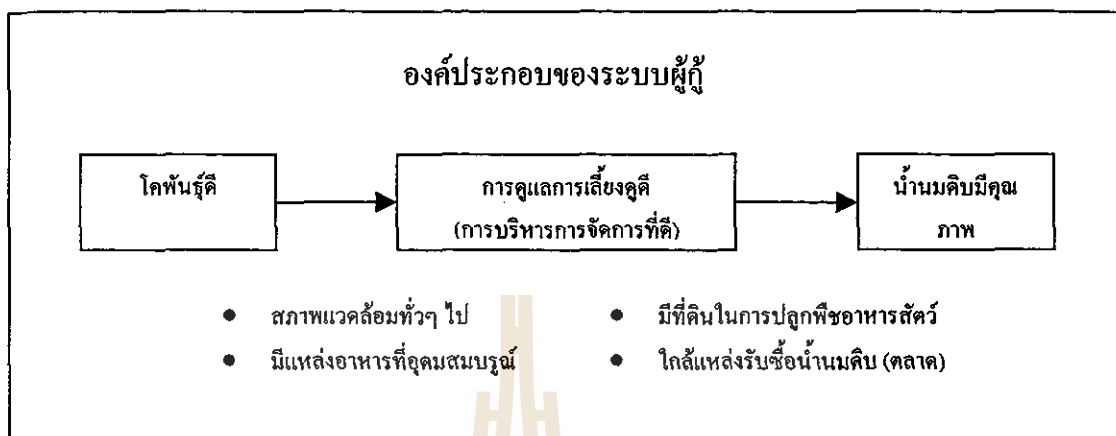 องค์ประกอบของระบบผู้กู้
โคพันธุ์ดี
การดูแลการเลี้ยงดูดี
(การบริหารการจัดการที่ดี)
น้ำนมดิบมีคุณ
ภาพ
● สภาพแวดล้อมทั่วๆ ไป
● มีแหล่งอาหารที่อุดมสมบรูณ์
● มีที่ดินในการปลูกพืชอาหารสัตว์
● ใกล้แหล่งรับซื้อน้ำนมดิบ (ตลาด)